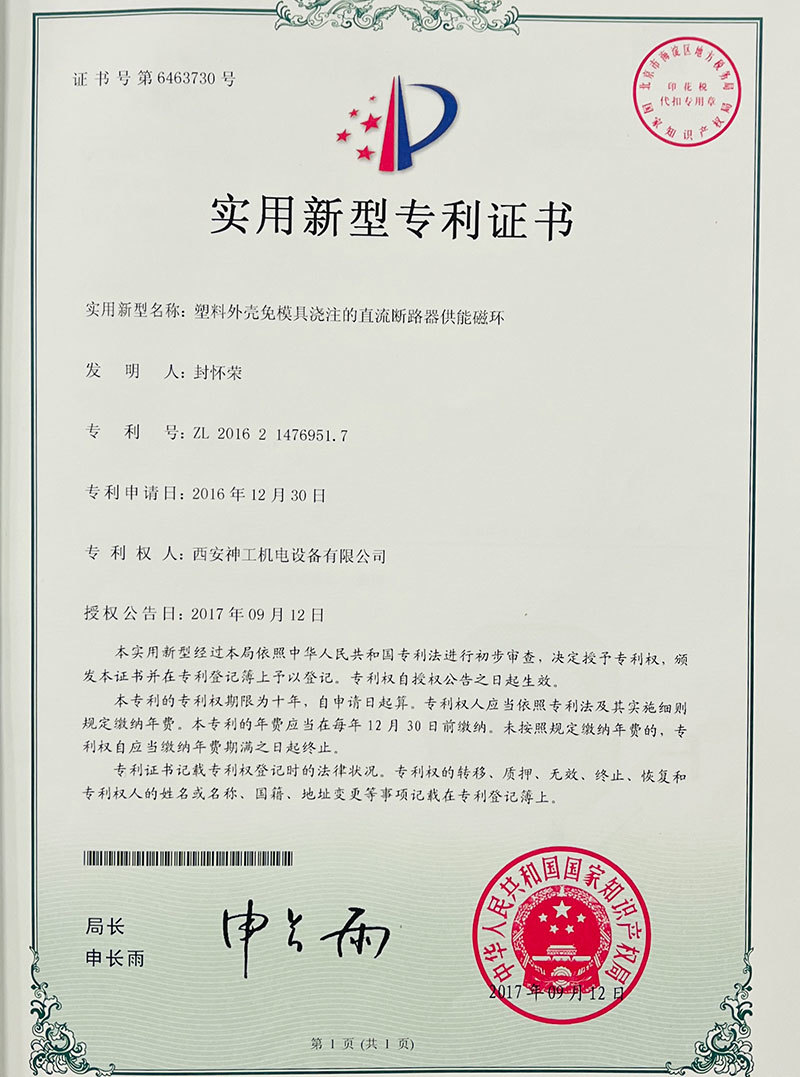 证书号第6463730号
北京市海淀区地方税务局
印花税
代扣专用章
国家知识产权局
实用新型专利证书
实用新型名称：塑料外壳免模具浇注的直流断路器供能磁环
发明人：封怀荣
专利号：ZL 2016 2 1476951.7
专利申请日：2016年12月30日
专利权人：西安神工机电设备有限公司
授权公告日：2017年09月12日
本实用新型经过本局依照中华人民共和国专利法进行初步审查，决定授予专利权，颁
发本证书并在专利登记簿上予以登记。专利权自授权公告之日起生效。
本专利的专利权期限为十年，自申请日起算。专利权人应当依照专利法及其实施细则
规定缴纳年费。本专利的年费应当在每年12月30日前缴纳。未按照规定缴纳年费的，专
利权自应当缴纳年费期满之日起终止。
专利证书记载专利权登记时的法律状况。专利权的转移、质押、无效、终止、恢复和
专利权人的姓名或名称、国籍、地址变更等事项记载在专利登记簿上。
局长
申长雨
申长雨
中华人民共和国国家知识产权局
2017年09月12日
第1页(共1页)